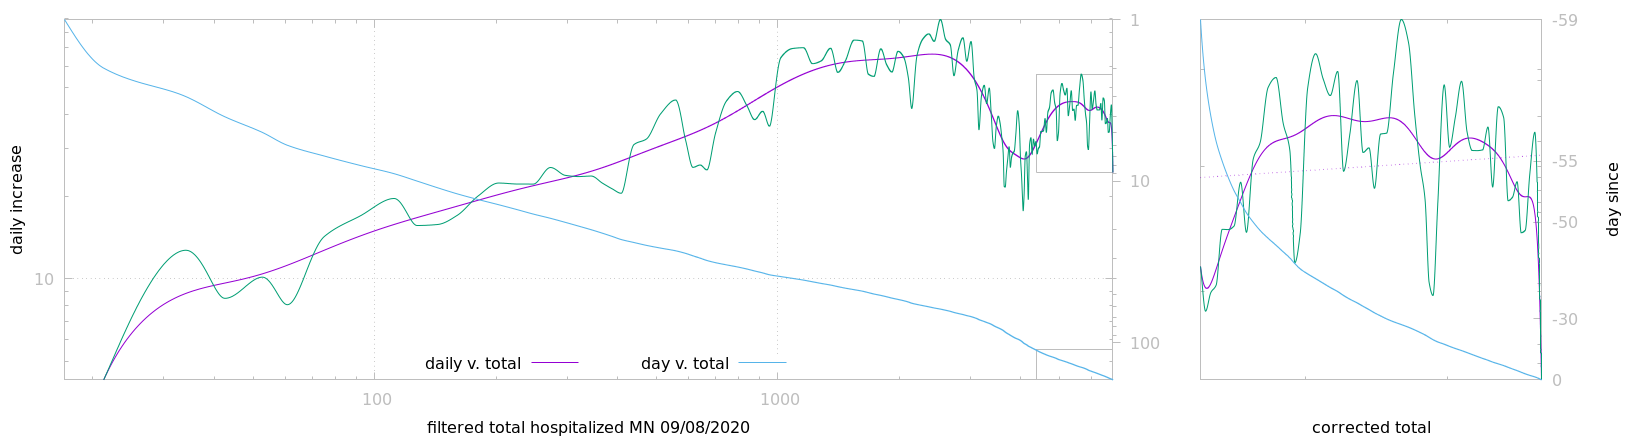 daily increase
10
100
1000
1
10
100
daily v. total
day v. total
filtered total hospitalized MN 09/08/2020
-59
-55
-50
-30
0
day since
corrected total